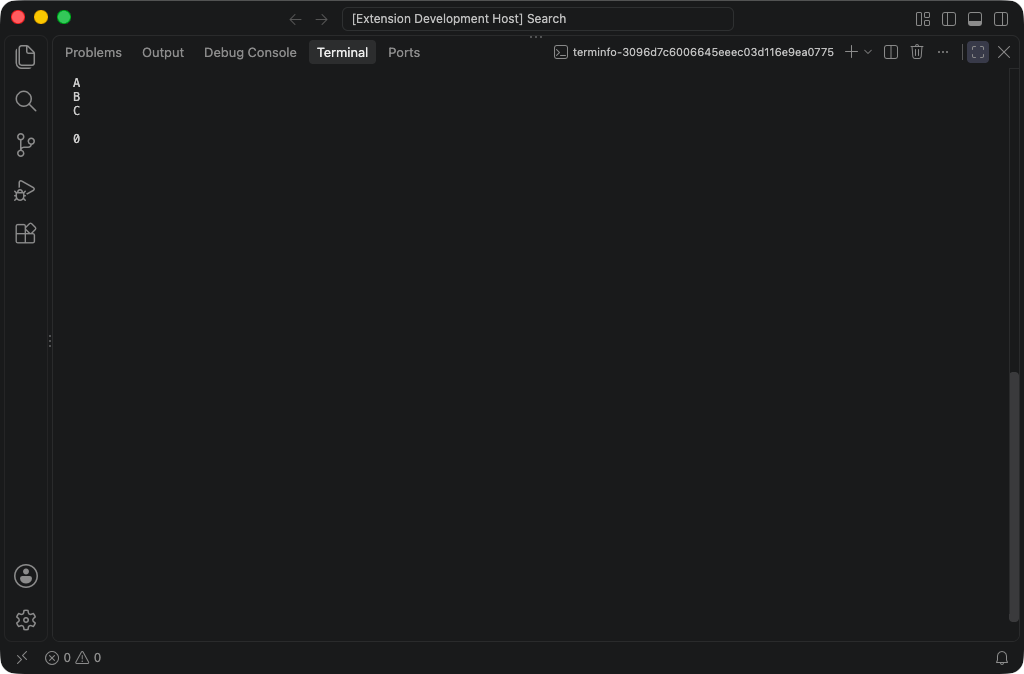 [Extension Development Host] Search
Problems Output Debug Console Terminal Ports terminfo-3096d7c6006645eeec03d116e9ea0775
A
B
C
0
0 0